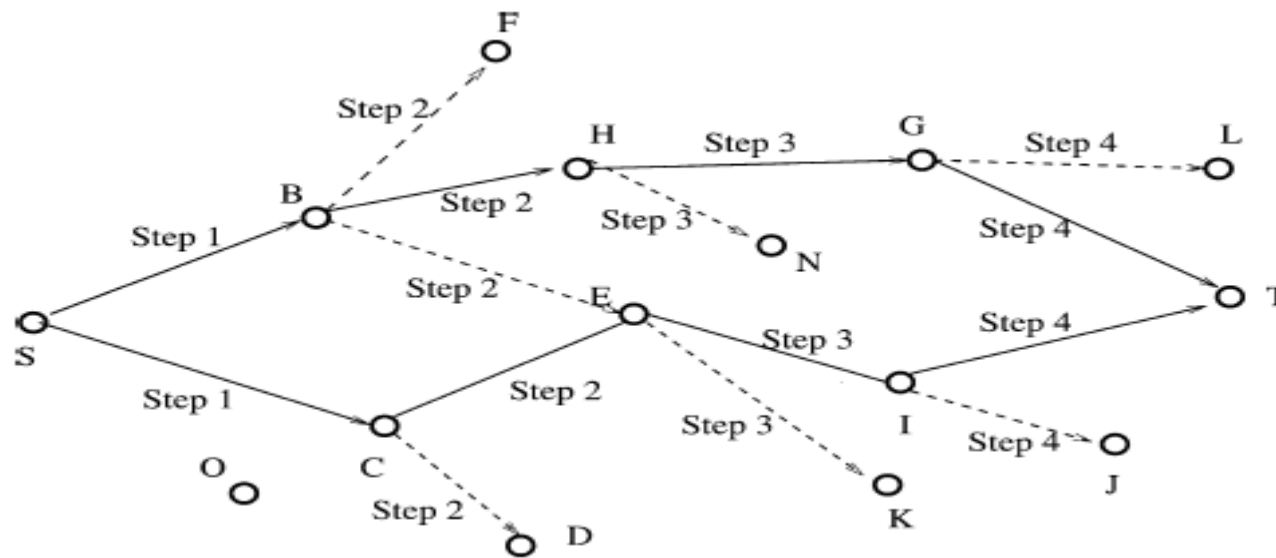 F
Step 2
H
Step 3
G
Step 4
L
B
Step 2
Step 3
N
Step 4
Step 1
Step 2
E
T
S
Step 3
Step 4
Step 1
Step 2
Step 3
I
Step 4
O
C
Step 2
D
K
J